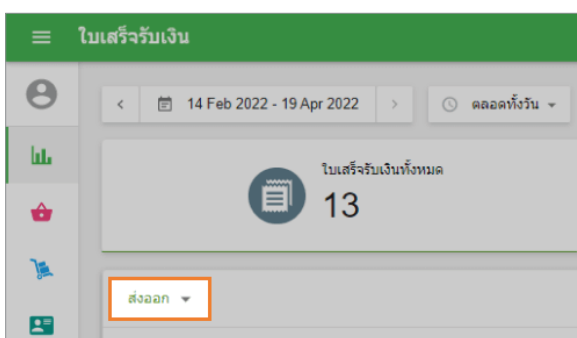 ใบเสร็จรับเงิน
14 Feb 2022 - 19 Apr 2022
ตลอดทั้งวัน
ใบเสร็จรับเงินทั้งหมด
13
ส่งออก